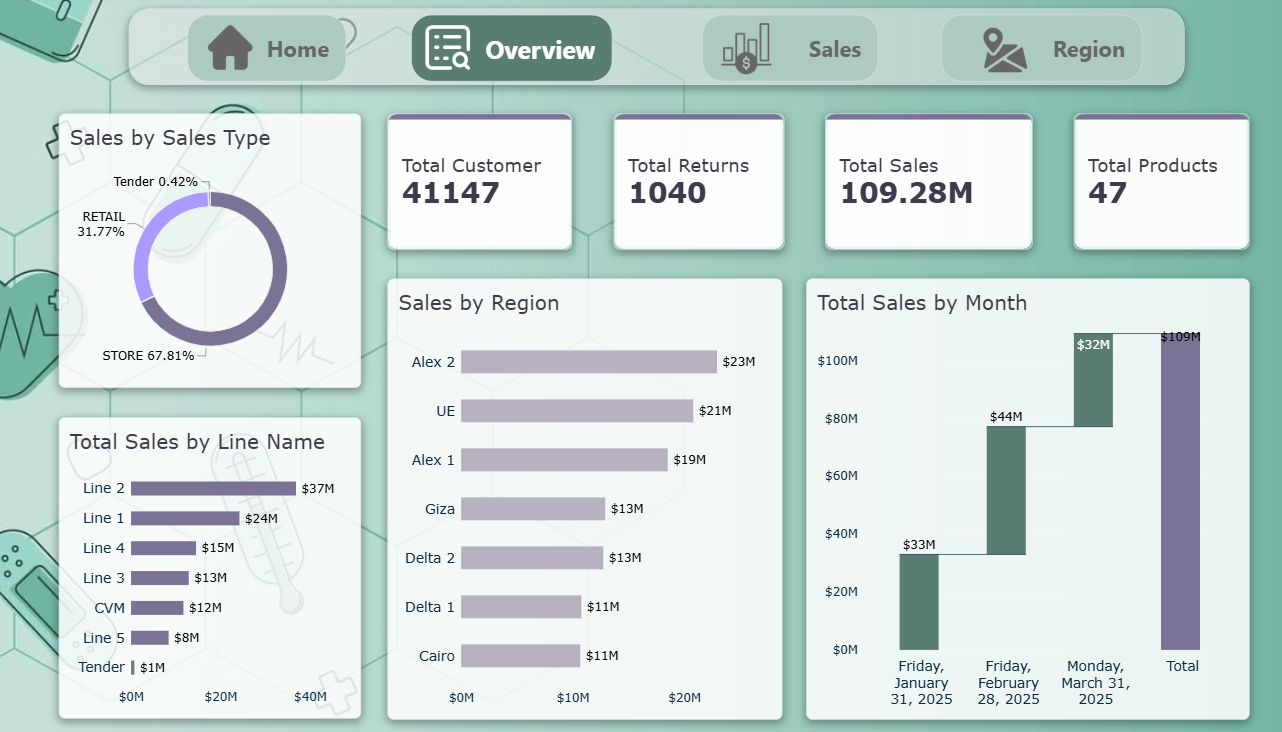 Home
Overview
Sales
Region
Sales by Sales Type
Tender 0.42%
RETAIL
31.77%
STORE 67.81%
Total Customer
41147
Total Returns
1040
Total Sales
109.28M
Total Products
47
Total Sales by Line Name
Line 2 $37M
Line 1 $24M
Line 4 $15M
Line 3 $13M
CVM $12M
Line 5 $8M
Tender $1M
$0M $20M $40M
Sales by Region
Alex 2 $23M
UE $21M
Alex 1 $19M
Giza $13M
Delta 2 $13M
Delta 1 $11M
Cairo $11M
$0M $10M $20M
Total Sales by Month
$109M
$32M
$100M
$44M
$80M
$60M
$33M
$40M
$20M
$0M
Friday,
January
31, 2025
Friday,
February
28, 2025
Monday,
March 31,
2025
Total